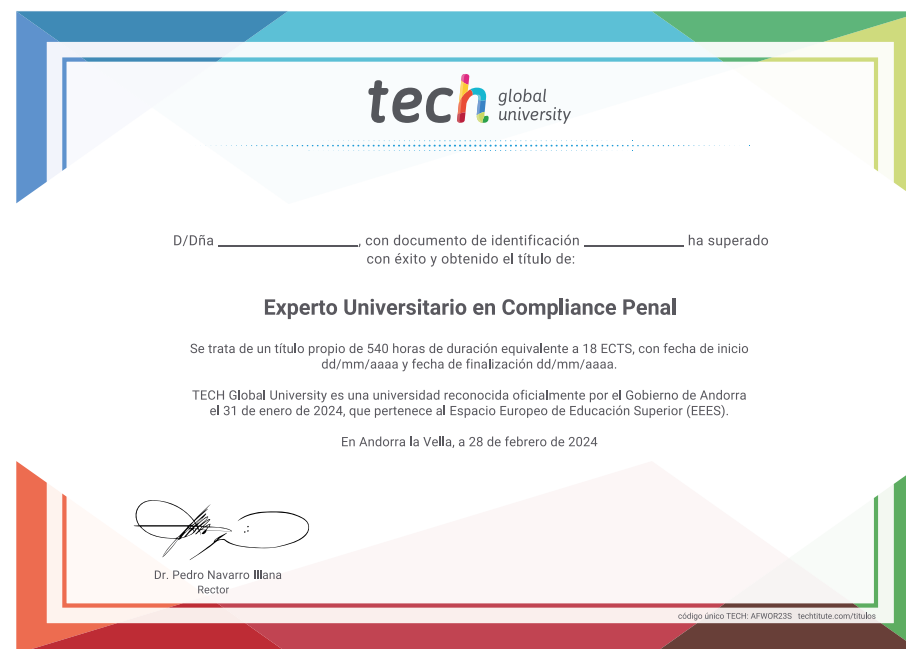 tech global university
D/Dña ______________, con documento de identificación __________ ha superado
con éxito y obtenido el título de:
Experto Universitario en Compliance Penal
Se trata de un título propio de 540 horas de duración equivalente a 18 ECTS, con fecha de inicio
dd/mm/aaaa y fecha de finalización dd/mm/aaaa.
TECH Global University es una universidad reconocida oficialmente por el Gobierno de Andorra
el 31 de enero de 2024, que pertenece al Espacio Europeo de Educación Superior (EEES).
En Andorra la Vella, a 28 de febrero de 2024
Dr. Pedro Navarro Illana
Rector
código único TECH: AFWOR23S techtitute.com/titulos